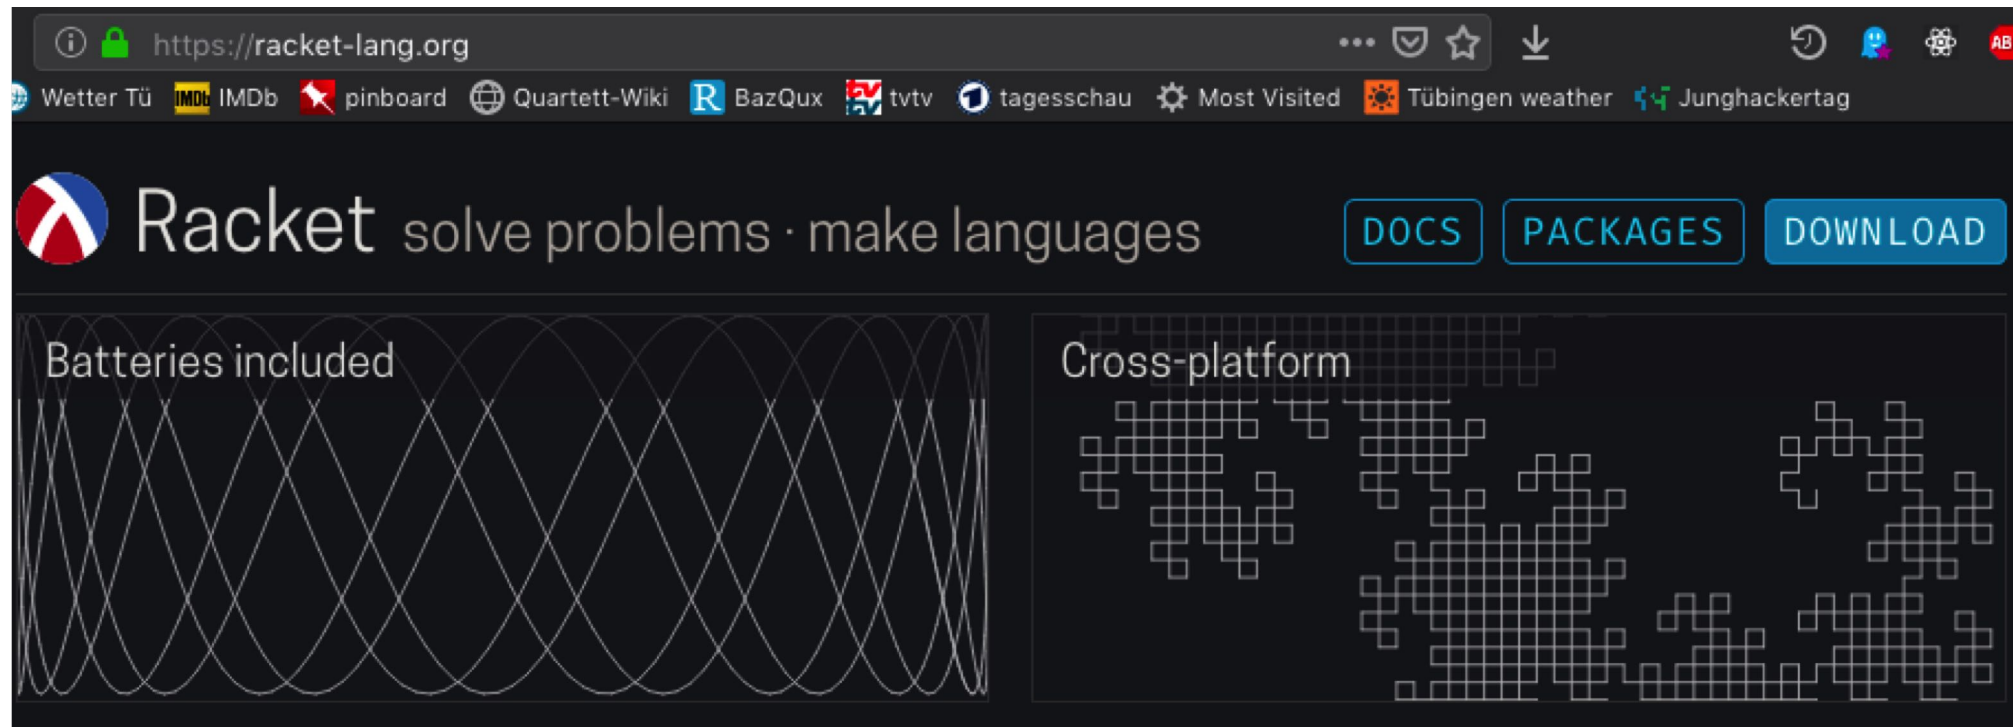 https://racket-lang.org
Wetter Tü IMDb IMDb pinboard Quartett-Wiki R BazQux tvtv tagesschau Most Visited Tübingen weather Junghackertag
Racket solve problems · make languages DOCS PACKAGES DOWNLOAD
Batteries included Cross-platform